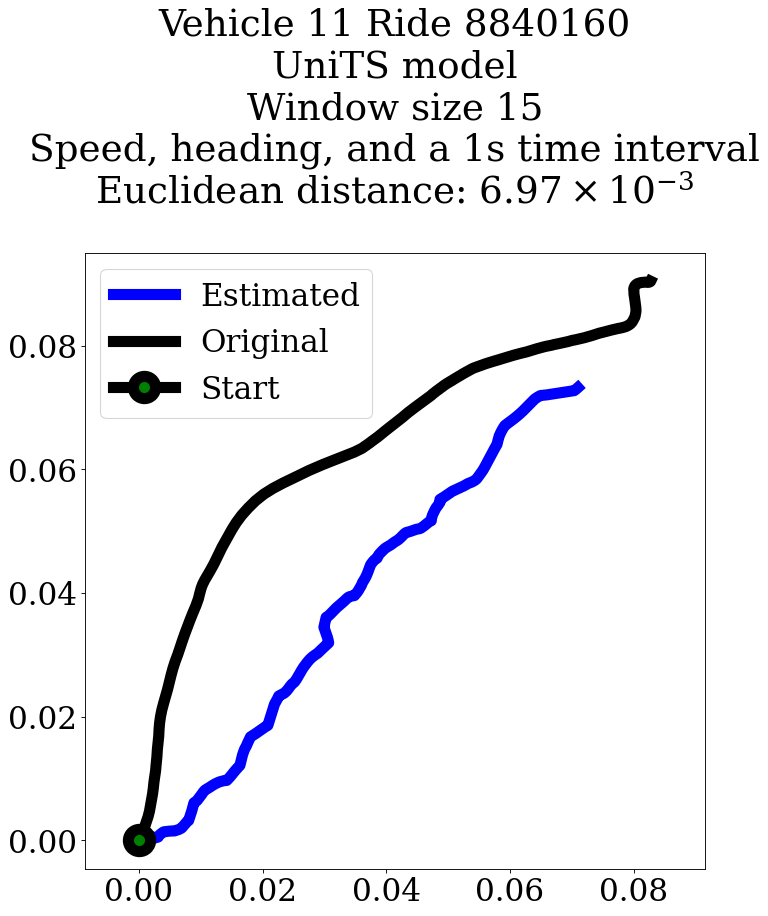 Vehicle 11 Ride 8840160
UniTS model
Window size 15
Speed, heading, and a 1s time interval
Euclidean distance: 6.97 × 10⁻³
Estimated
Original
Start
0.08
0.06
0.04
0.02
0.00
0.00 0.02 0.04 0.06 0.08